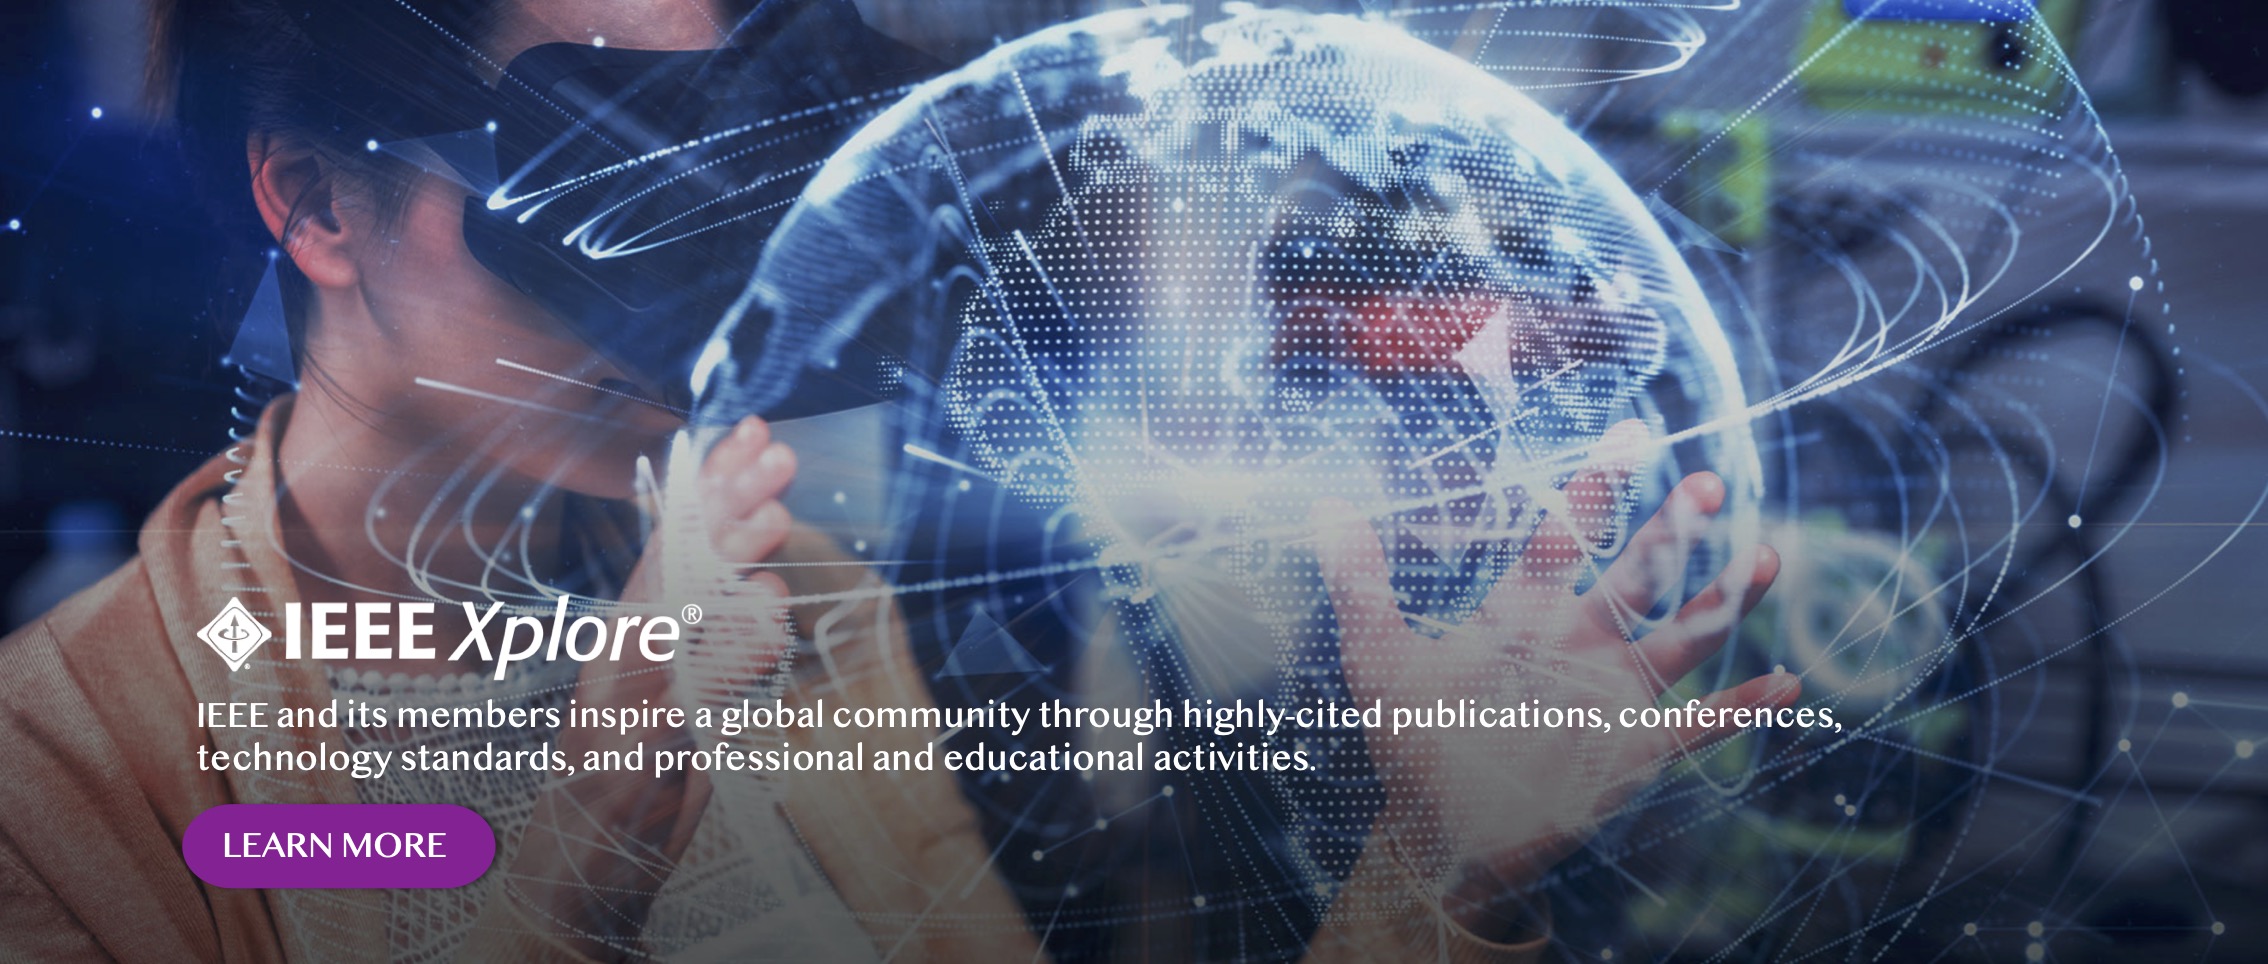 IEEE Xplore®
IEEE and its members inspire a global community through highly-cited publications, conferences,
technology standards, and professional and educational activities.
LEARN MORE